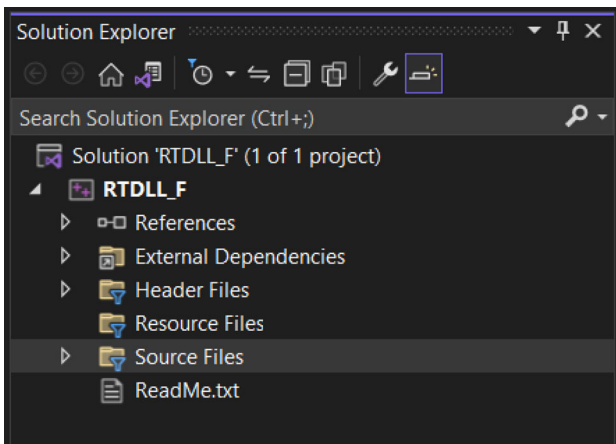 Solution Explorer
Search Solution Explorer (Ctrl+;)
Solution 'RTDLL_F' (1 of 1 project)
RTDLL_F
References
External Dependencies
Header Files
Resource Files
Source Files
ReadMe.txt